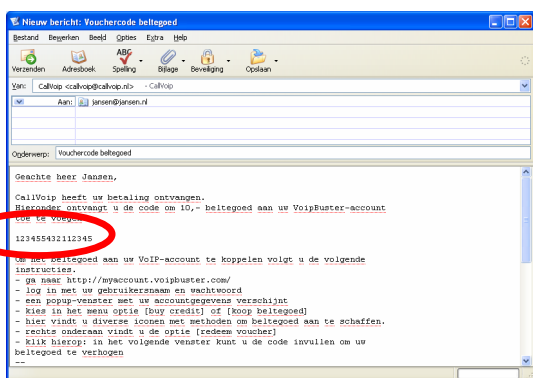 Nieuw bericht: Vouchercode beltegoed
Bestand Bewerken Beeld Opties Extra Help
Verzenden Adresboek Spelling Bijlage Beveiliging Opslaan
Van: CallVoip <callvoip@callvoip.nl> - CallVoip
Aan: jansen@jansen.nl
Onderwerp: Vouchercode beltegoed
Geachte heer Jansen,
CallVoip heeft uw betaling ontvangen.
Hieronder ontvangt u de code om 10,- beltegoed aan uw VoipBuster-account
toe te voegen
123455432112345
Om het beltegoed aan uw VoIP-account te koppelen volgt u de volgende
instructies.
- ga naar http://myaccount.voipbuster.com/
- log in met uw gebruikersnaam en wachtwoord
- een popup-venster met uw accountgegevens verschijnt
- kies in het menu optie [buy credit] of [koop beltegoed]
- hier vindt u diverse iconen met methoden om beltegoed aan te schaffen.
- rechts onderaan vindt u de optie [redeem voucher]
- klik hierop: in het volgende venster kunt u de code invullen om uw
beltegoed te verhogen
--